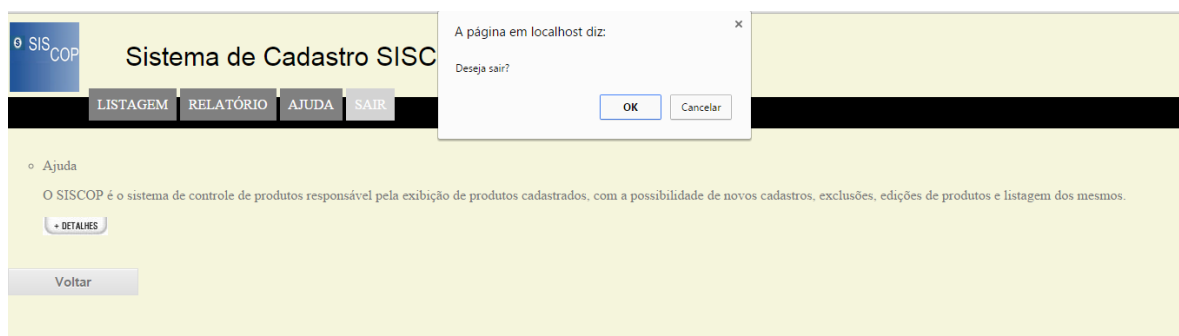 SIS
COP
Sistema de Cadastro SISC
A página em localhost diz:
Deseja sair?
OK
Cancelar
LISTAGEM
RELATÓRIO
AJUDA
SAIR
Ajuda
O SISCOP é o sistema de controle de produtos responsável pela exibição de produtos cadastrados, com a possibilidade de novos cadastros, exclusões, edições de produtos e listagem dos mesmos.
+ DETALHES
Voltar